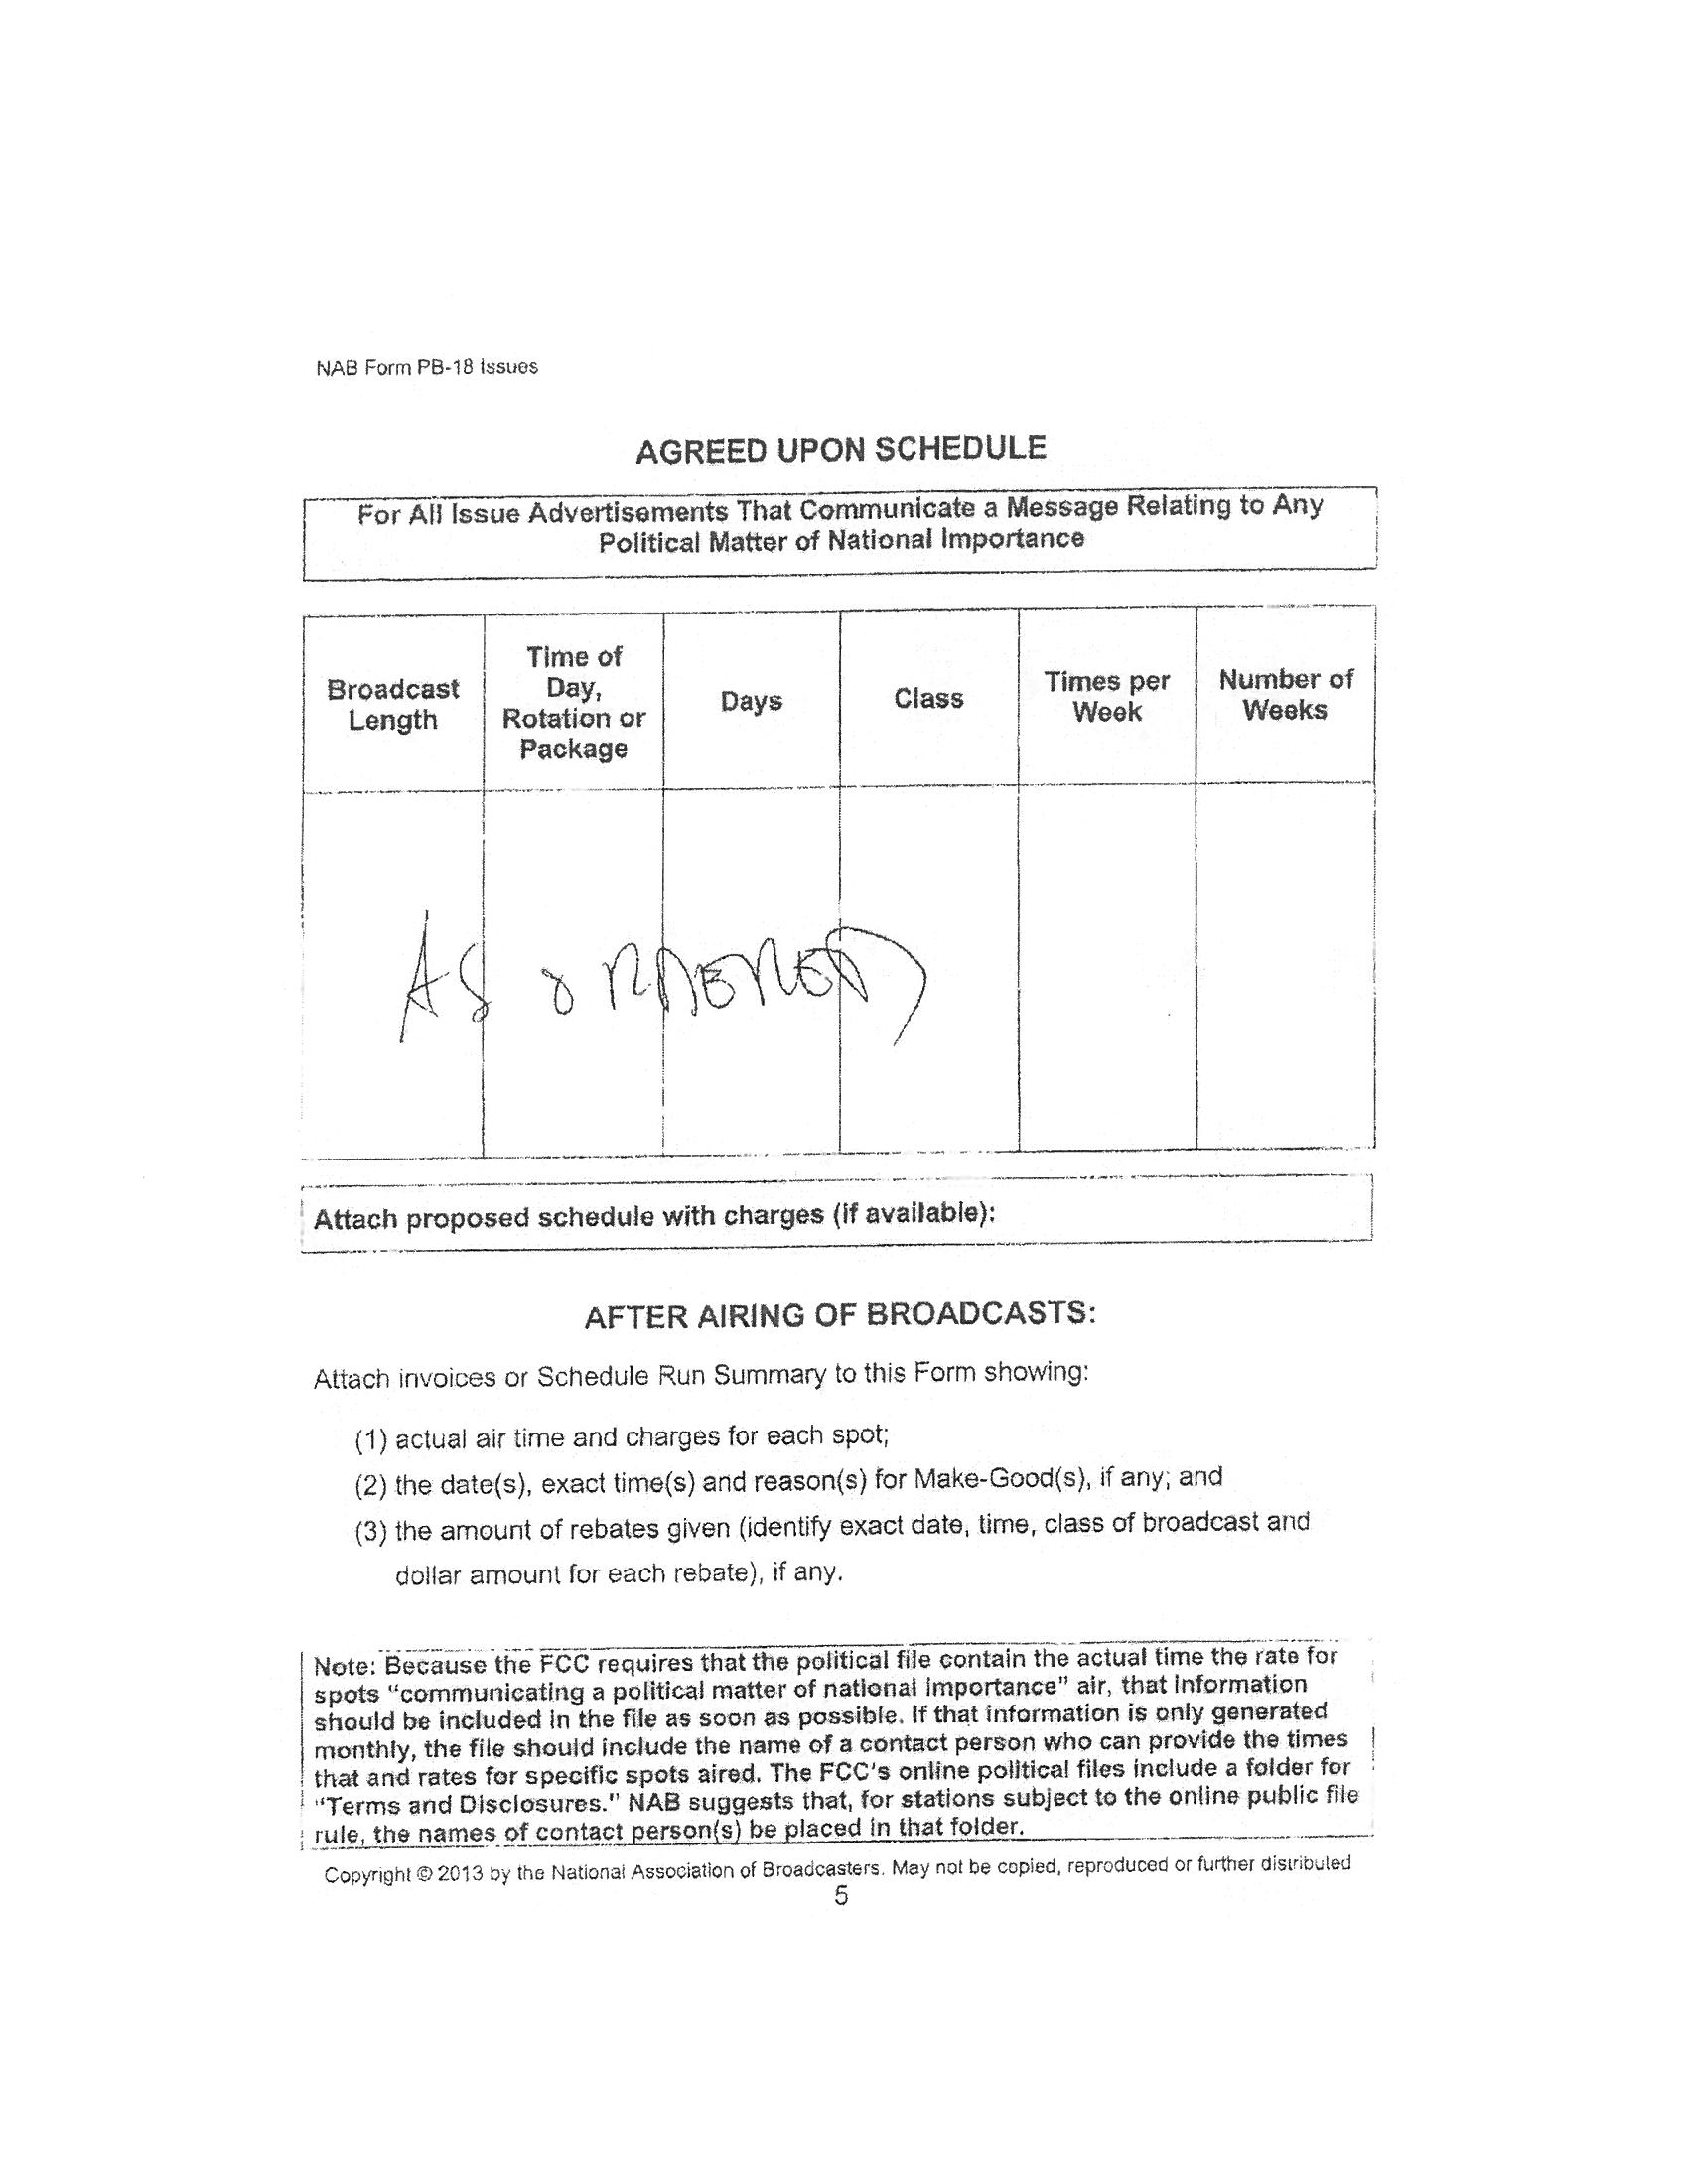 NAB Form PB-18 Issues
AGREED UPON SCHEDULE
For All Issue Advertisements That Communicate a Message Relating to Any
Political Matter of National Importance
Broadcast
Length
Time of
Day,
Rotation or
Package
Days
Class
Times per
Week
Number of
Weeks
AS ORDERED
Attach proposed schedule with charges (if available):
AFTER AIRING OF BROADCASTS:
Attach invoices or Schedule Run Summary to this Form showing:
(1) actual air time and charges for each spot;
(2) the date(s), exact time(s) and reason(s) for Make-Good(s), if any; and
(3) the amount of rebates given (identify exact date, time, class of broadcast and
dollar amount for each rebate), if any.
Note: Because the FCC requires that the political file contain the actual time the rate for
spots "communicating a political matter of national importance" air, that information
should be included in the file as soon as possible. If that information is only generated
monthly, the file should include the name of a contact person who can provide the times
that and rates for specific spots aired. The FCC's online political files include a folder for
"Terms and Disclosures." NAB suggests that, for stations subject to the online public file
rule, the names of contact person(s) be placed in that folder.
Copyright © 2013 by the National Association of Broadcasters. May not be copied, reproduced or further distributed
5